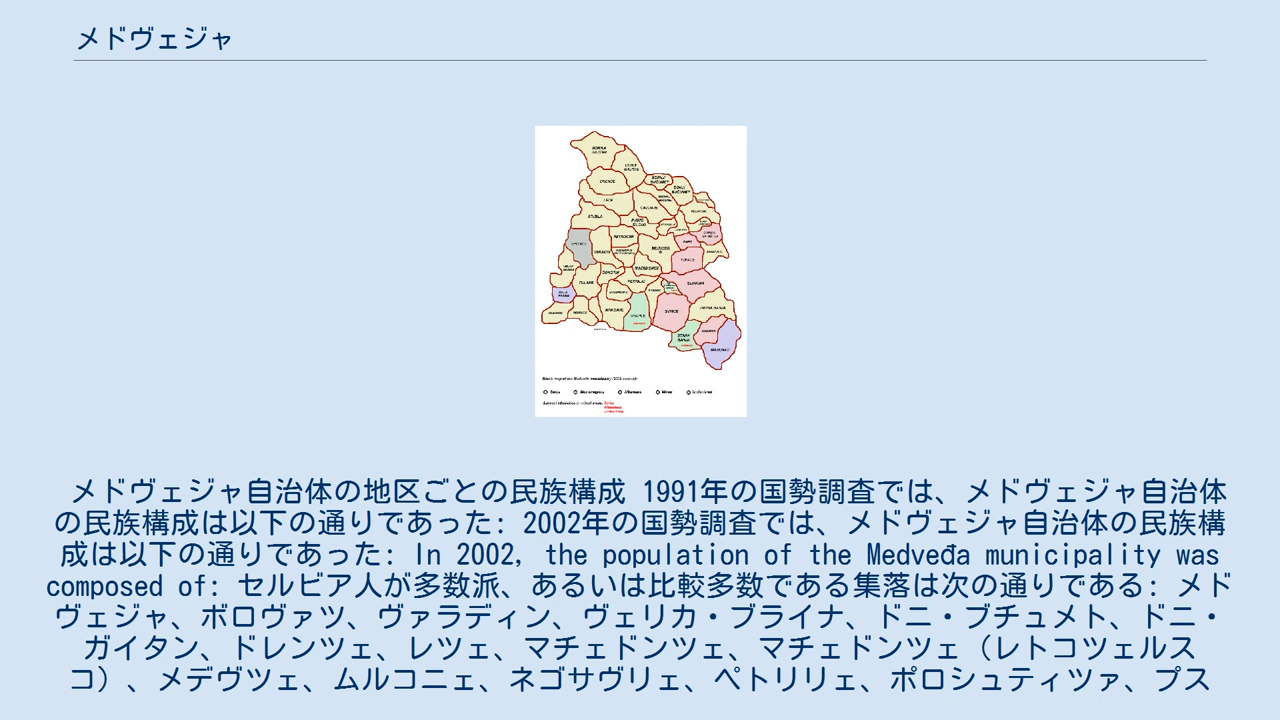 メドヴェジャ
メドヴェジャ自治体の地区ごとの民族構成 1991年の国勢調査では、メドヴェジャ自治体
の民族構成は以下の通りであった: 2002年の国勢調査では、メドヴェジャ自治体の民族構
成は以下の通りであった: In 2002, the population of the Medveđa municipality was
composed of: セルビア人が多数派、あるいは比較多数である集落は次の通りである: メド
ヴェジャ、ボロヴァツ、ヴァラディン、ヴェリカ・ブライナ、ドニ・ブチュメト、ドニ・
ガイタン、ドレンツェ、レツェ、マチェドンツェ、マチェドンツェ（レトコツェルス
コ）、メデヴツェ、ムルコニェ、ネゴサヴリェ、ペトリリェ、ポロシュティツァ、プス